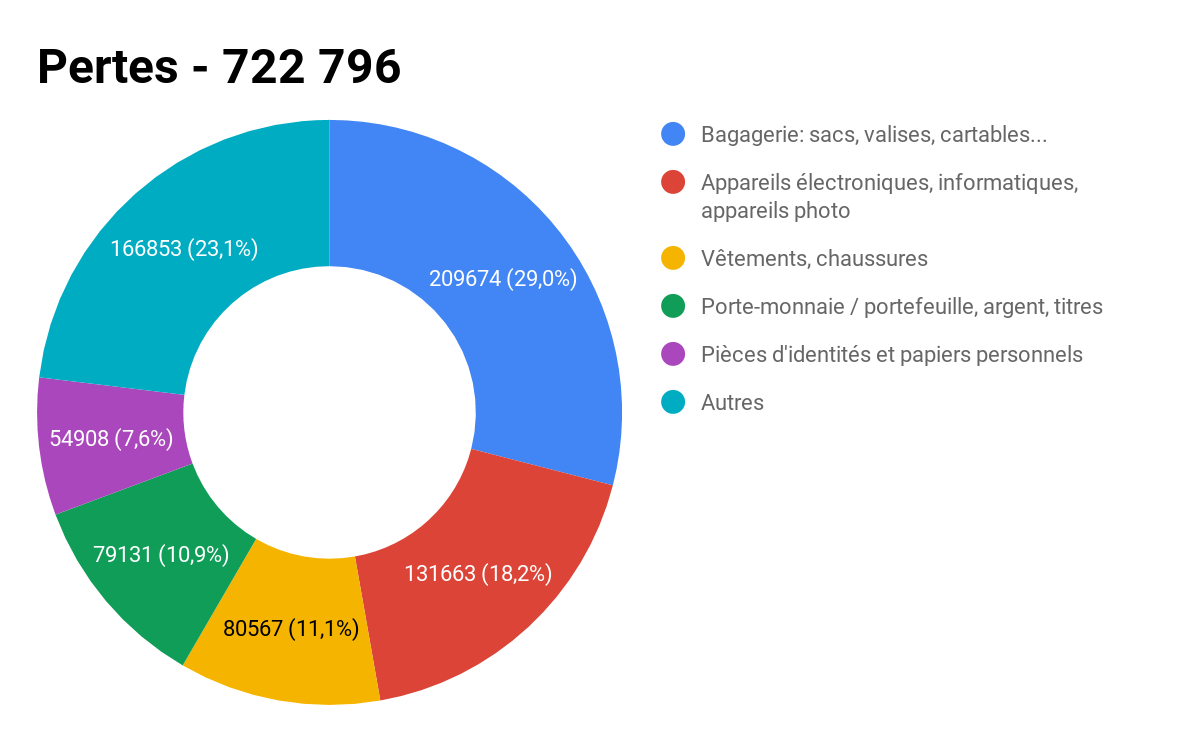 Pertes - 722 796
166853 (23,1%)
209674 (29,0%)
54908 (7,6%)
79131 (10,9%)
131663 (18,2%)
80567 (11,1%)
Bagagerie: sacs, valises, cartables...
Appareils électroniques, informatiques,
appareils photo
Vêtements, chaussures
Porte-monnaie / portefeuille, argent, titres
Pièces d'identités et papiers personnels
Autres